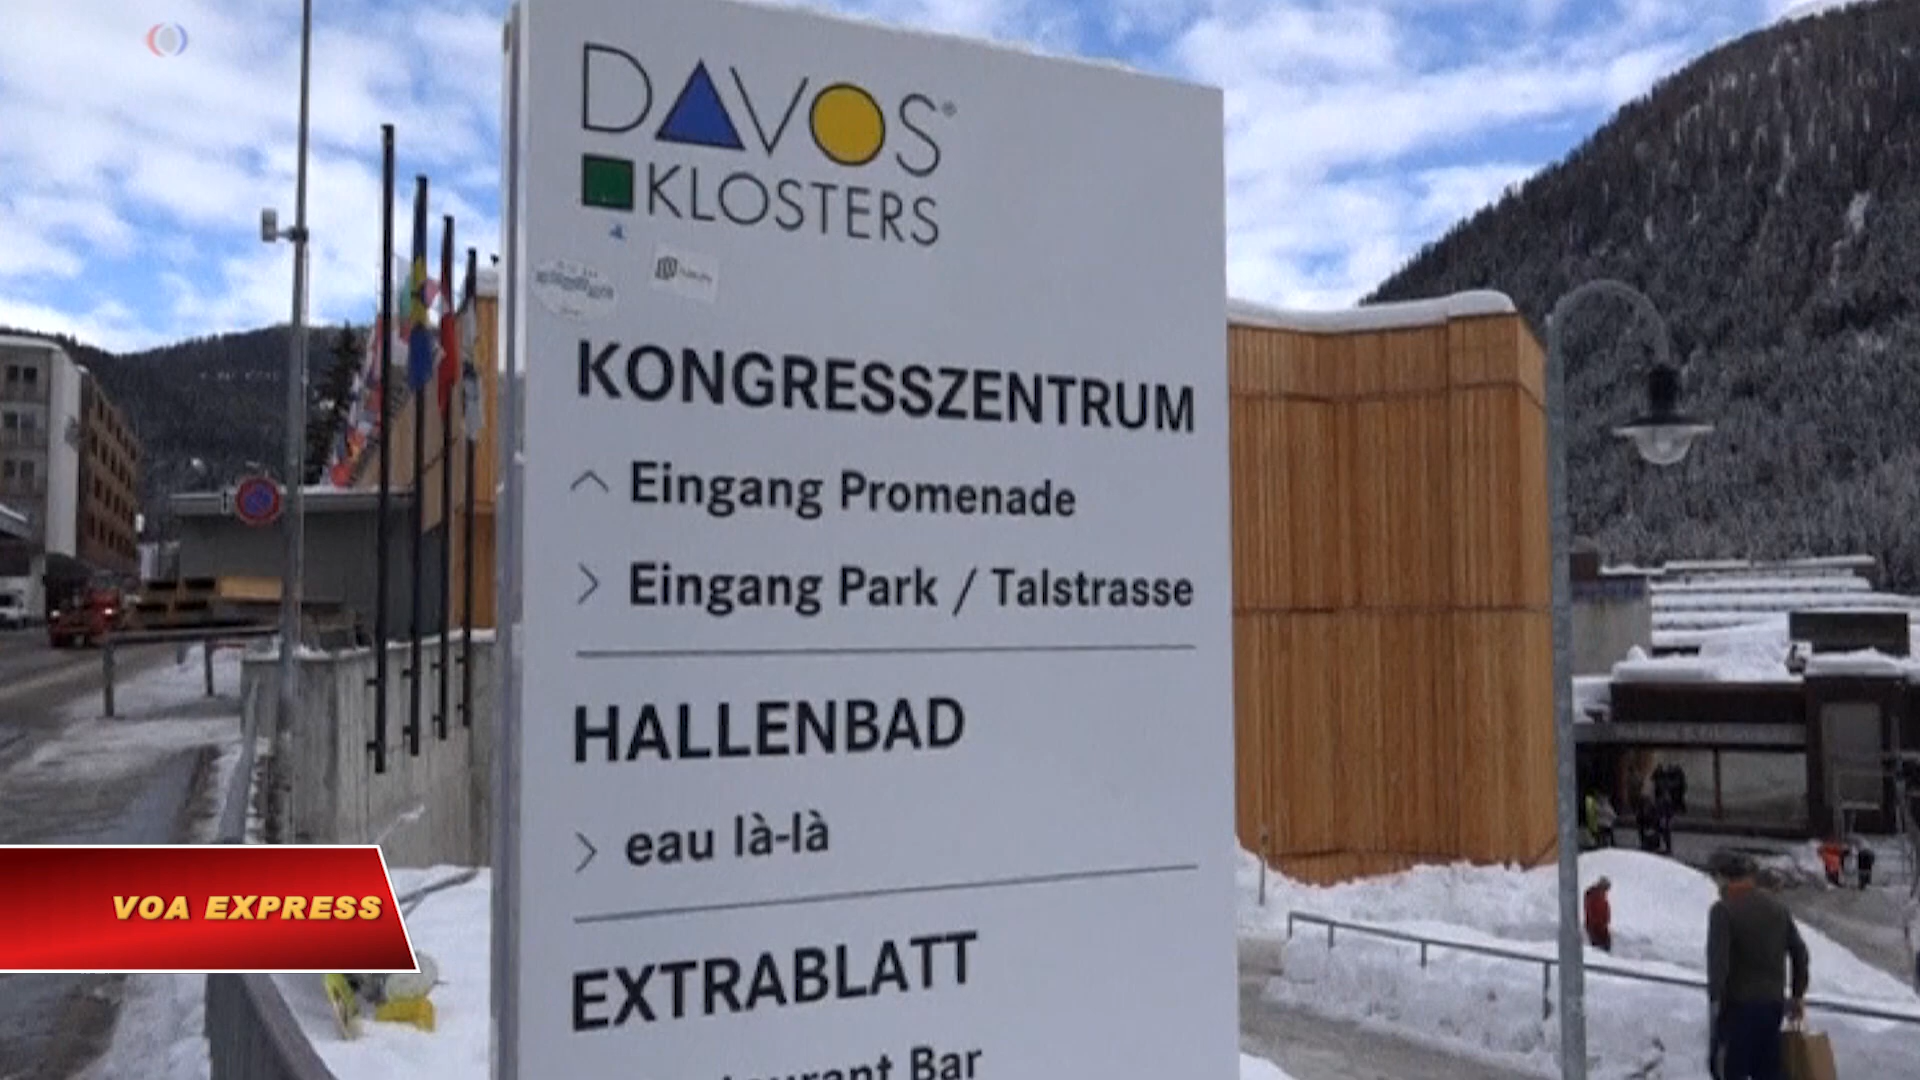 DAVOS®
KLOSTERS
KONGRESSZENTRUM
Eingang Promenade
Eingang Park / Talstrasse
HALLENBAD
eau là-là
EXTRABLATT
Bar
VOA EXPRESS